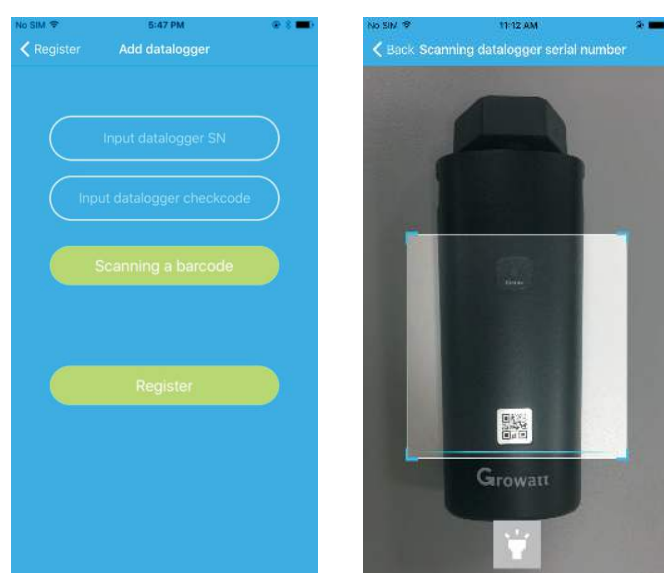 No SIM
5:47 PM
Register
Add datalogger
Input datalogger SN
Input datalogger checkcode
Scanning a barcode
Register
No SIM
11:12 AM
Back
Scanning datalogger serial number
Growatt